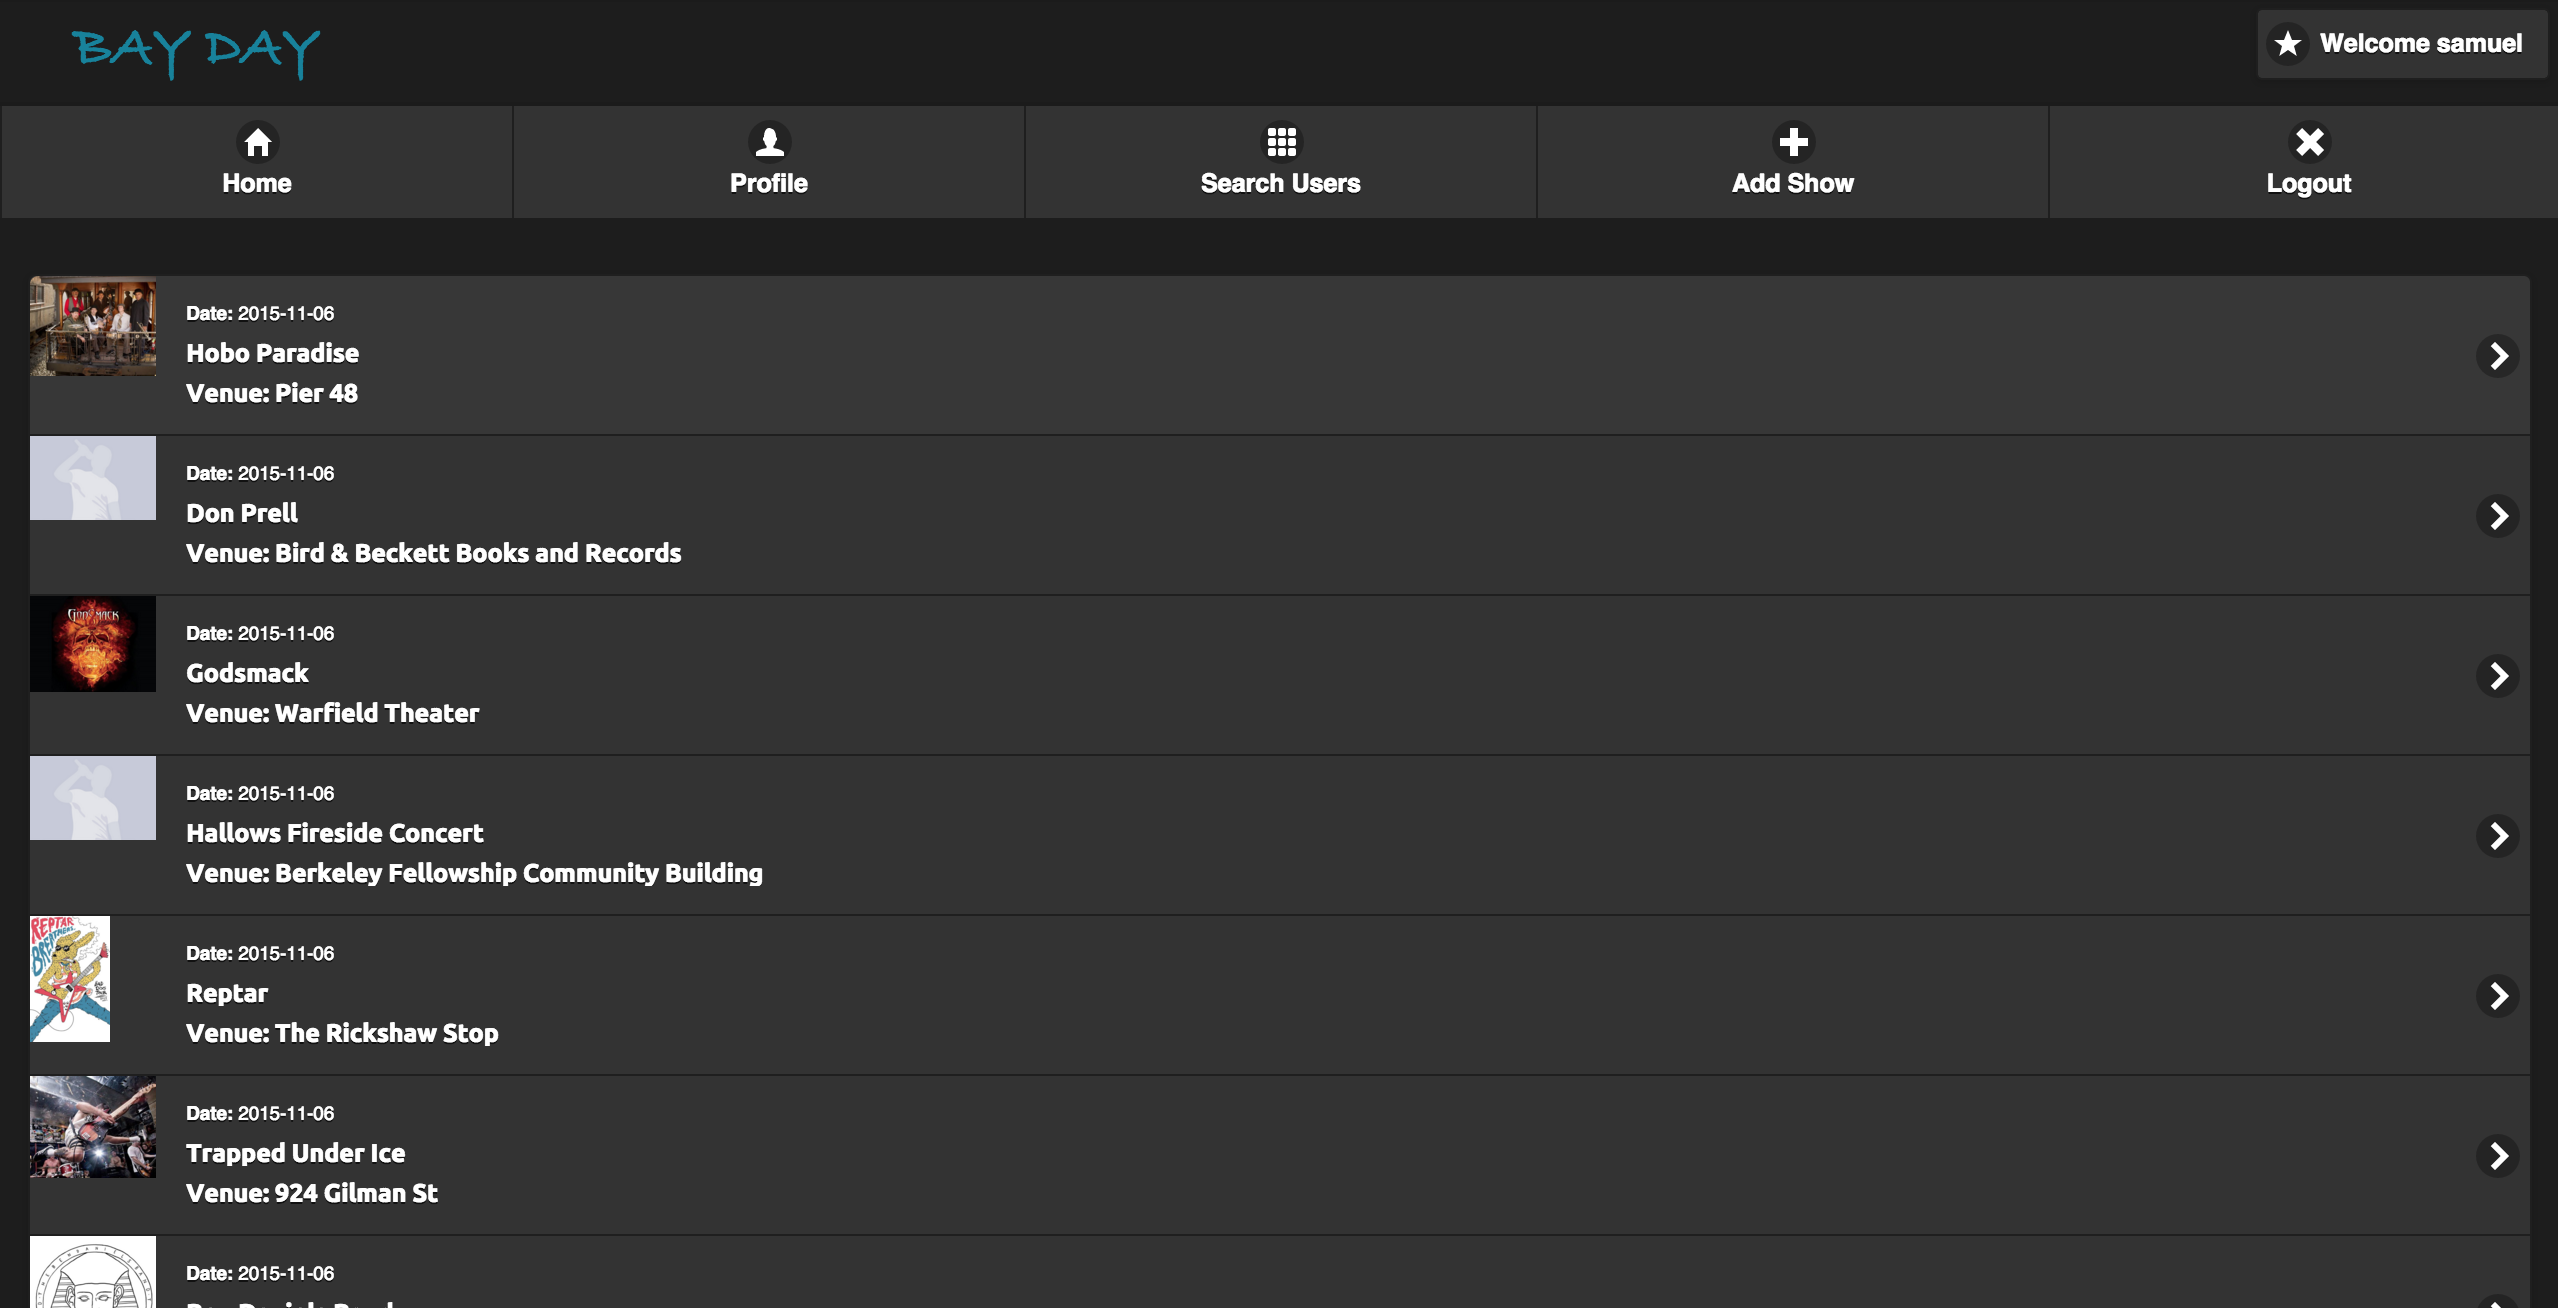 BAY DAY
Welcome samuel
Home
Profile
Search Users
Add Show
Logout
Date: 2015-11-06
Hobo Paradise
Venue: Pier 48
Date: 2015-11-06
Don Prell
Venue: Bird & Beckett Books and Records
GODSMACK
Date: 2015-11-06
Godsmack
Venue: Warfield Theater
Date: 2015-11-06
Hallows Fireside Concert
Venue: Berkeley Fellowship Community Building
REPTAR
Date: 2015-11-06
Reptar
Venue: The Rickshaw Stop
Date: 2015-11-06
Trapped Under Ice
Venue: 924 Gilman St
Date: 2015-11-06